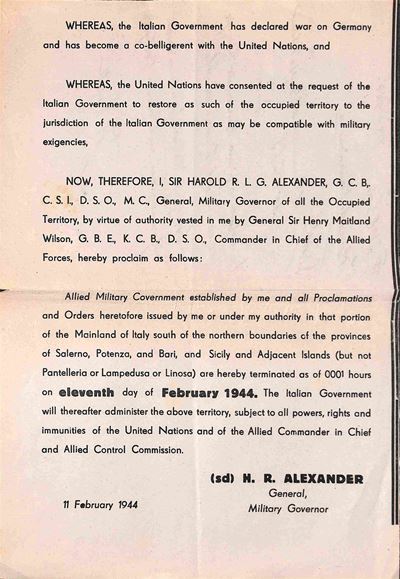 WHEREAS, the Italian Government has declared war on Germany
and has become a co-belligerent with the United Nations, and
WHEREAS, the United Nations have consented at the request of the
Italian Government to restore as such of the occupied territory to the
jurisdiction of the Italian Government as may be compatible with military
exigencies,
NOW, THEREFORE, I, SIR HAROLD R. L. G. ALEXANDER, G. C. B,.
C. S. I., D. S. O., M. C., General, Military Governor of all the Occupied
Territory, by virtue of authority vested in me by General Sir Henry Maitland
Wilson, G. B. E., K. C. B., D. S. O., Commander in Chief of the Allied
Forces, hereby proclaim as follows:
Allied Military Government established by me and all Proclamations
and Orders heretofore issued by me or under my authority in that portion
of the Mainland of Italy south of the northern boundaries of the provinces
of Salerno, Potenza, and Bari, and Sicily and Adjacent Islands (but not
Pantelleria or Lampedusa or Linosa) are hereby terminated as of 0001 hours
on eleventh day of February 1944. The Italian Government
will thereafter administer the above territory, subject to all powers, rights and
immunities of the United Nations and of the Allied Commander in Chief
and Allied Control Commission.
(sd) H. R. ALEXANDER
General,
11 February 1944
Military Governor